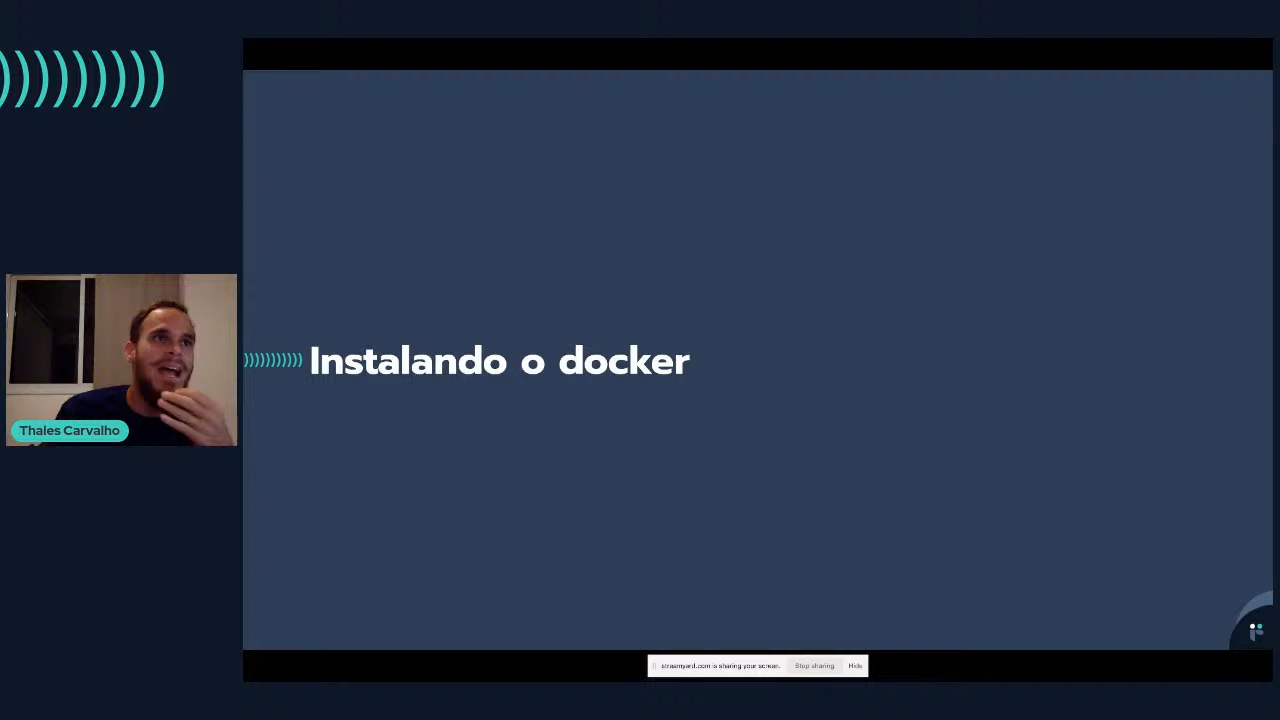 Instalando o docker
Thales Carvalho
streamyard.com is sharing your screen.
Stop sharing
Hide